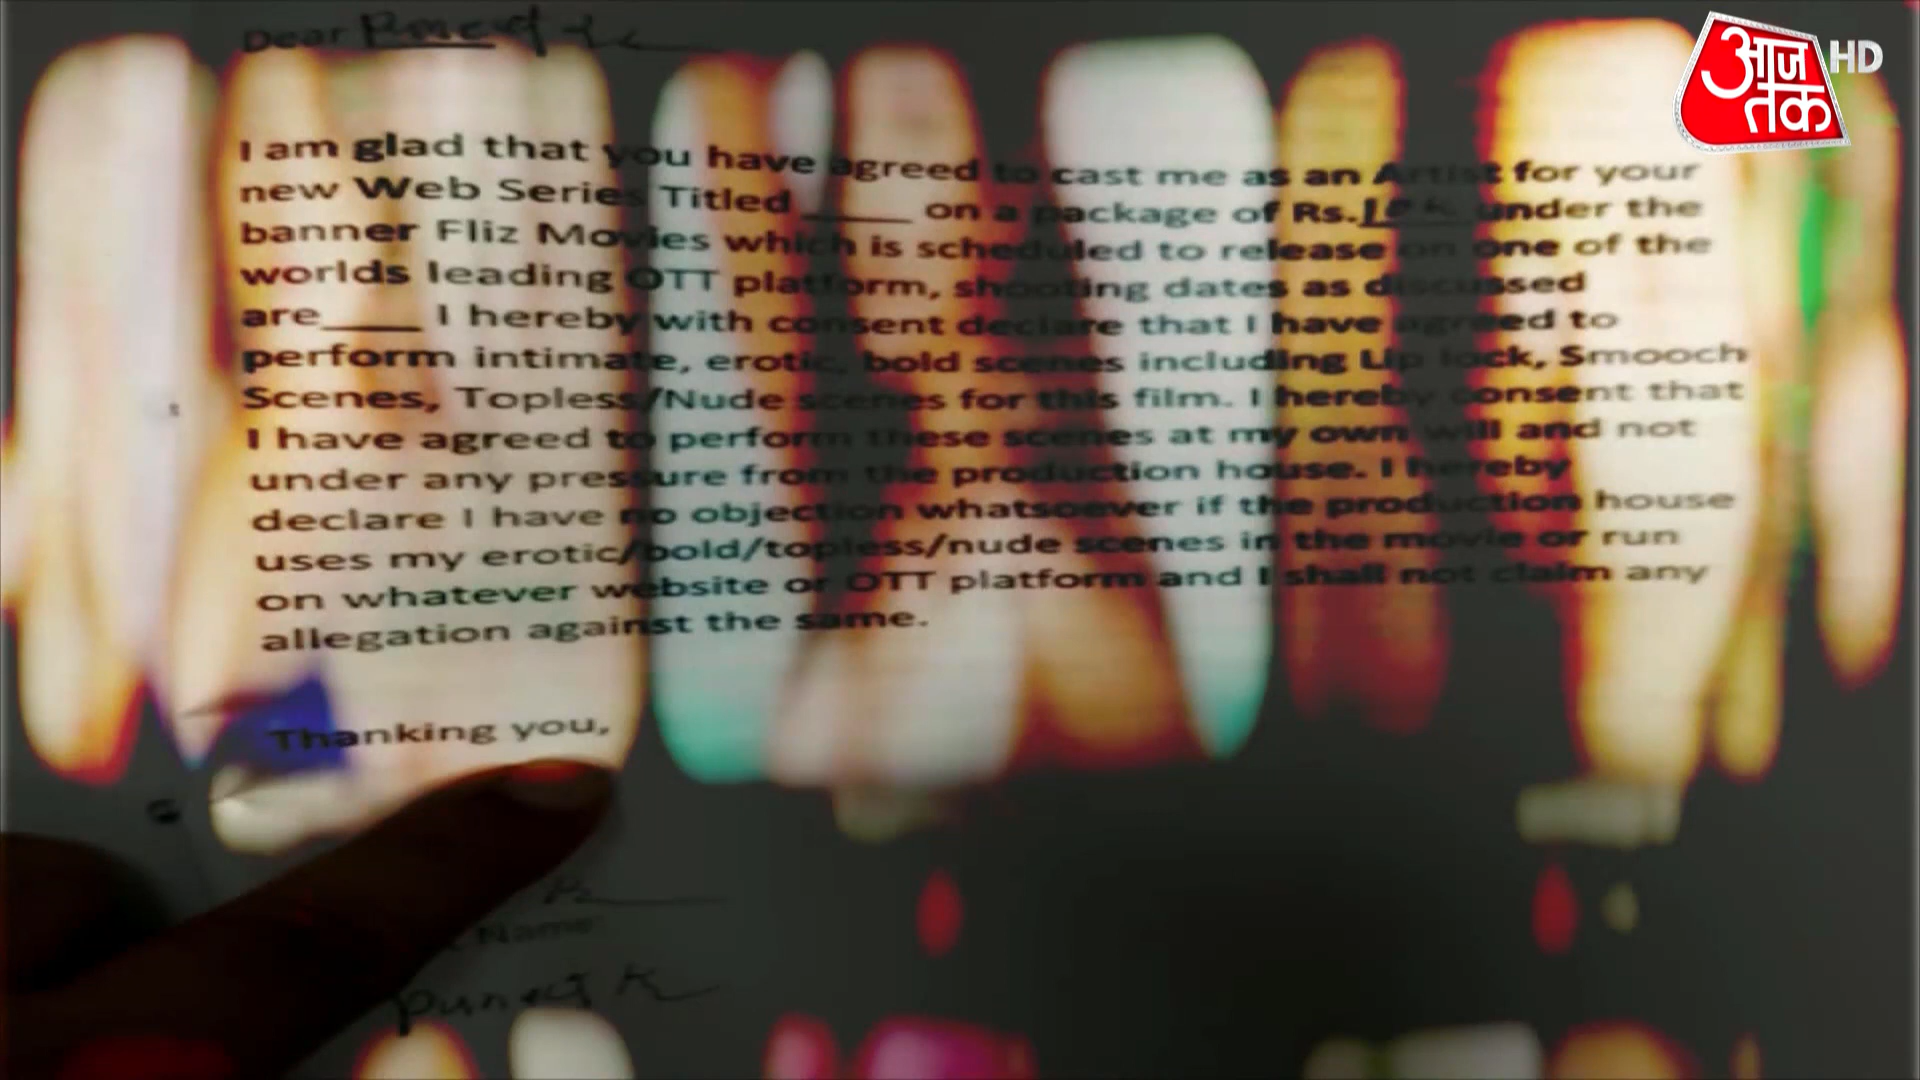 Dear Puneet K
आज तक HD
I am glad that you have agreed to cast me as an Artist for your
new Web Series Titled ____ on a package of Rs.10K under the
banner Fliz Movies which is scheduled to release on one of the
worlds leading OTT platform, shooting dates as discussed
are____ I hereby with consent declare that I have agreed to
perform intimate, erotic, bold scenes including Lip lock, Smooch
Scenes, Topless/Nude scenes for this film. I hereby consent that
I have agreed to perform these scenes at my own will and not
under any pressure from the production house. I hereby
declare I have no objection whatsoever if the production house
uses my erotic/bold/topless/nude scenes in the movie or run
on whatever website or OTT platform and I shall not claim any
allegation against the same.
Thanking you,
Name
Puneet K